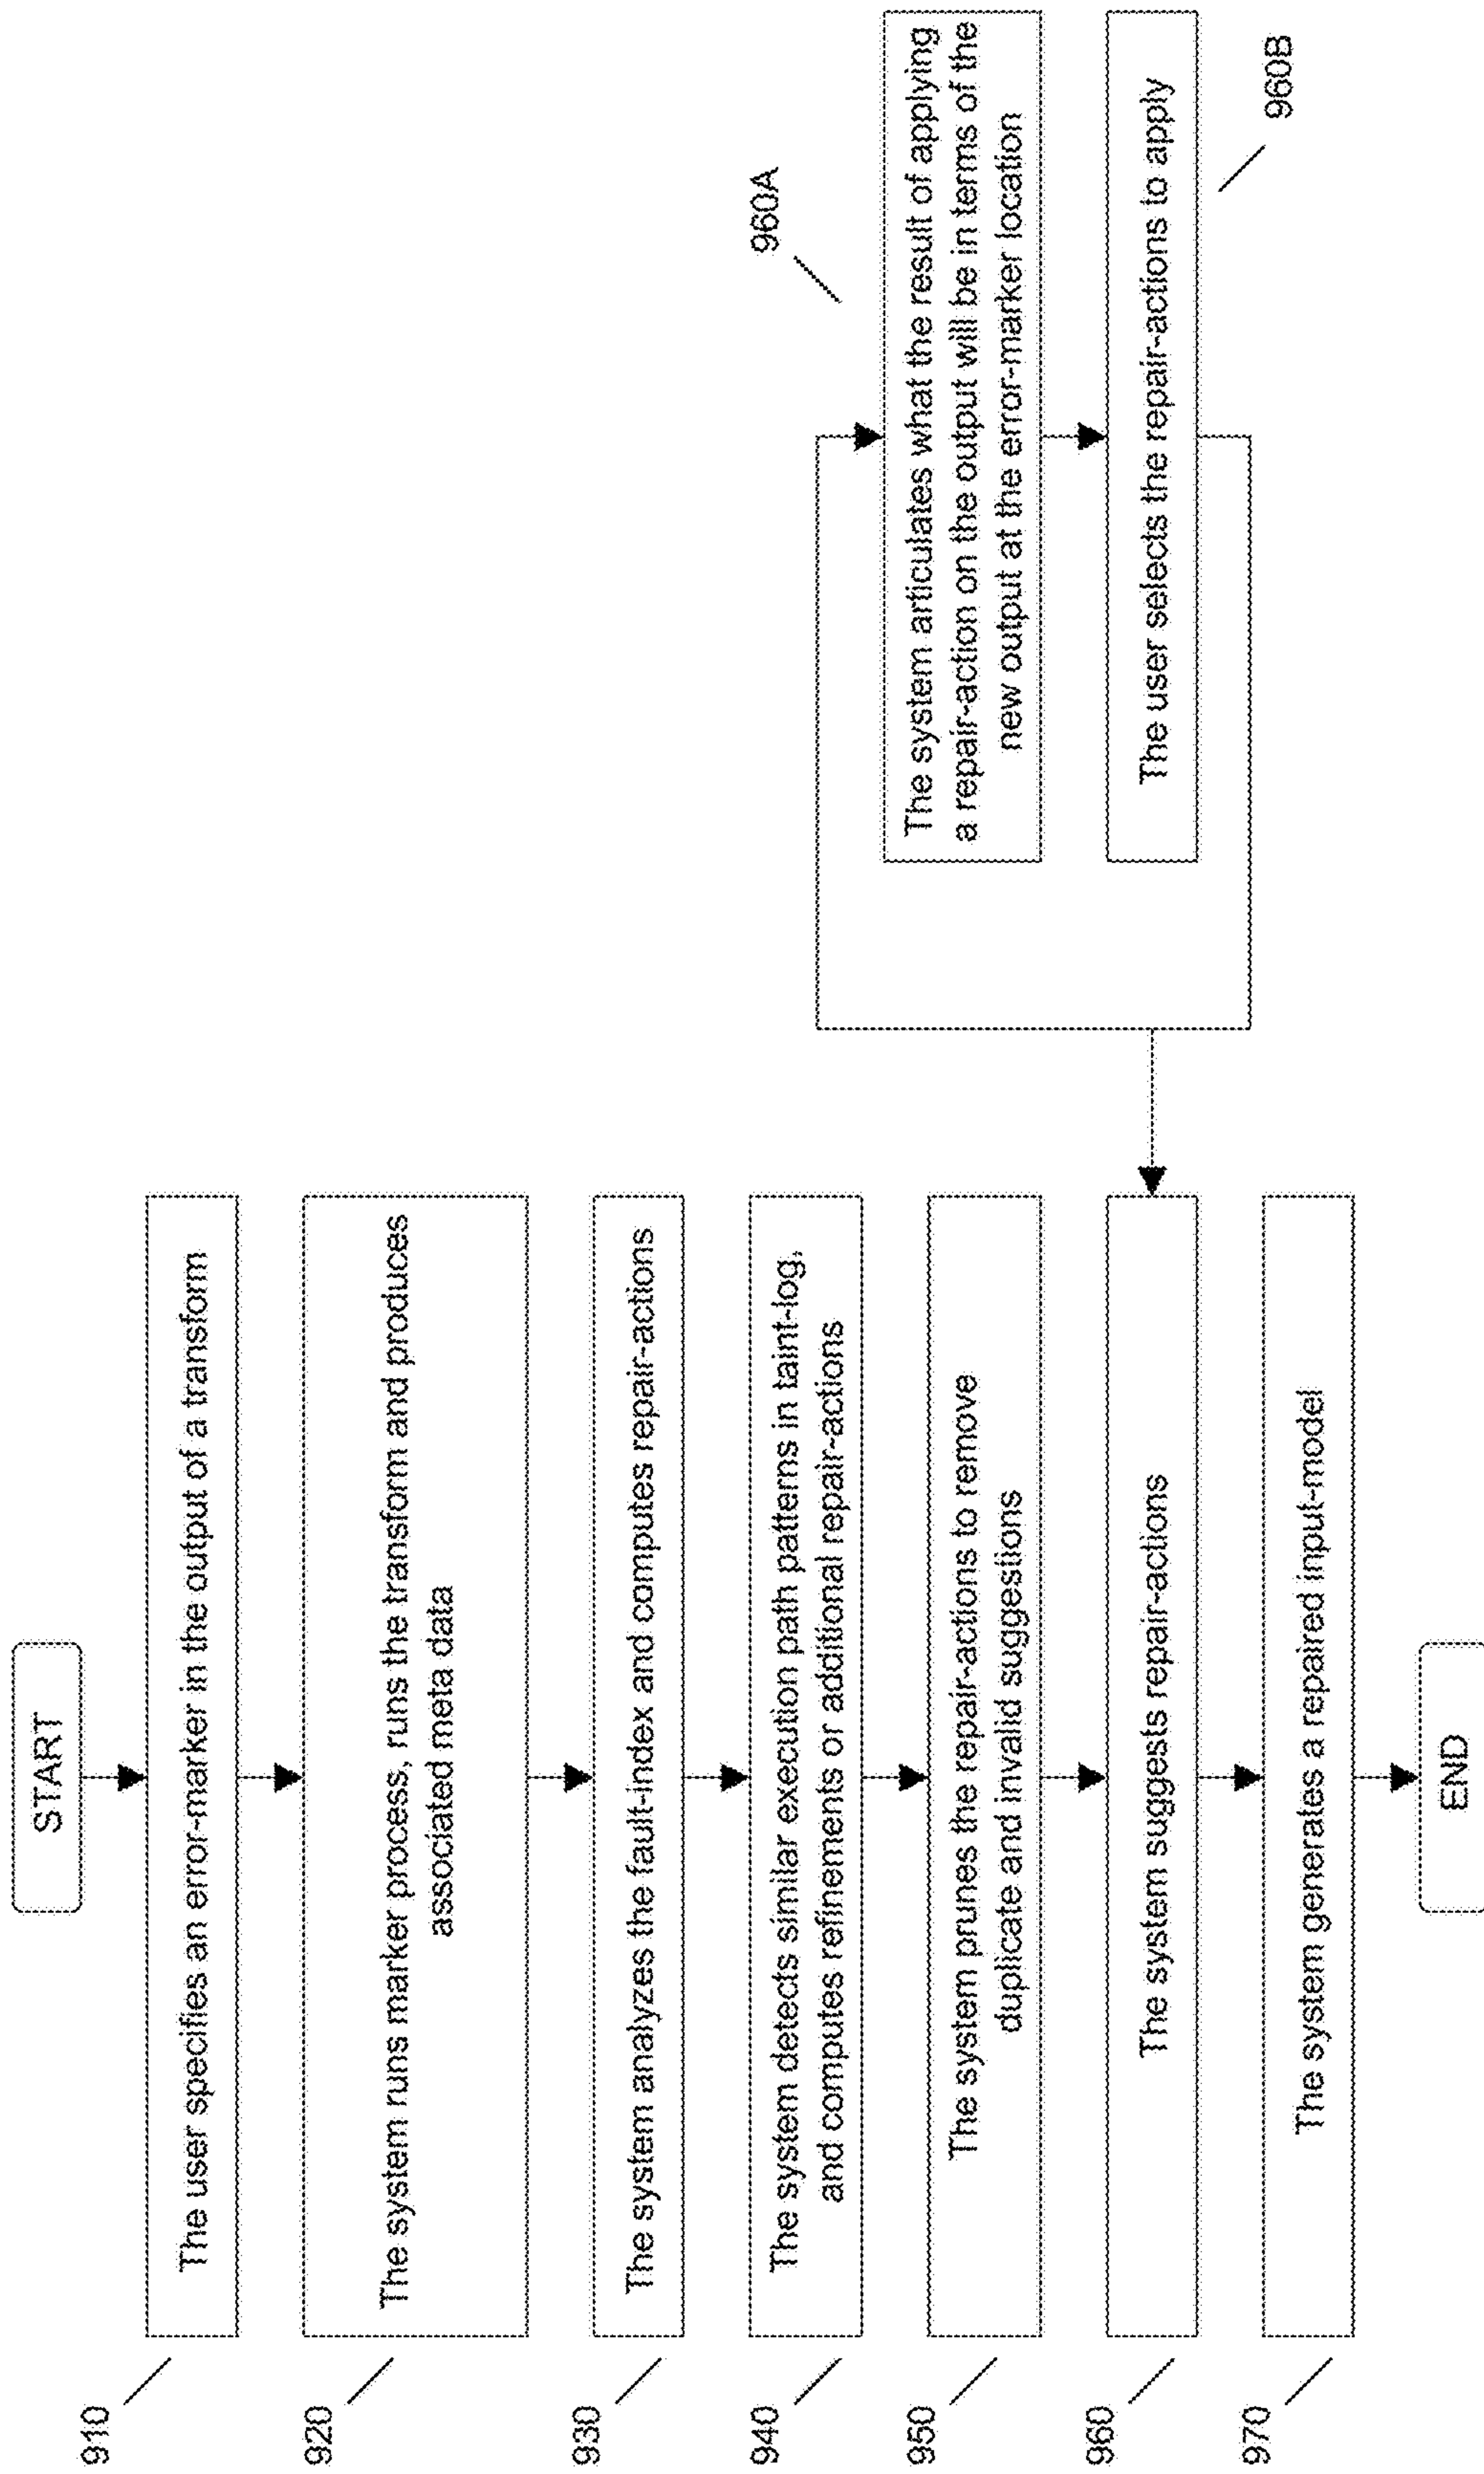 START
910
The user specifies an error-marker in the output of a transform
920
The system runs marker process, runs the transform and produces
associated meta data
930
The system analyzes the fault-index and computes repair-actions
940
The system detects similar execution path patterns in taint-log,
and computes refinements or additional repair-actions
950
The system prunes the repair-actions to remove
duplicate and invalid suggestions
960
The system suggests repair-actions
960A
The system articulates what the result of applying
a repair-action on the output will be in terms of the
new output at the error-marker location
The user selects the repair-actions to apply
960B
970
The system generates a repaired input-model
END